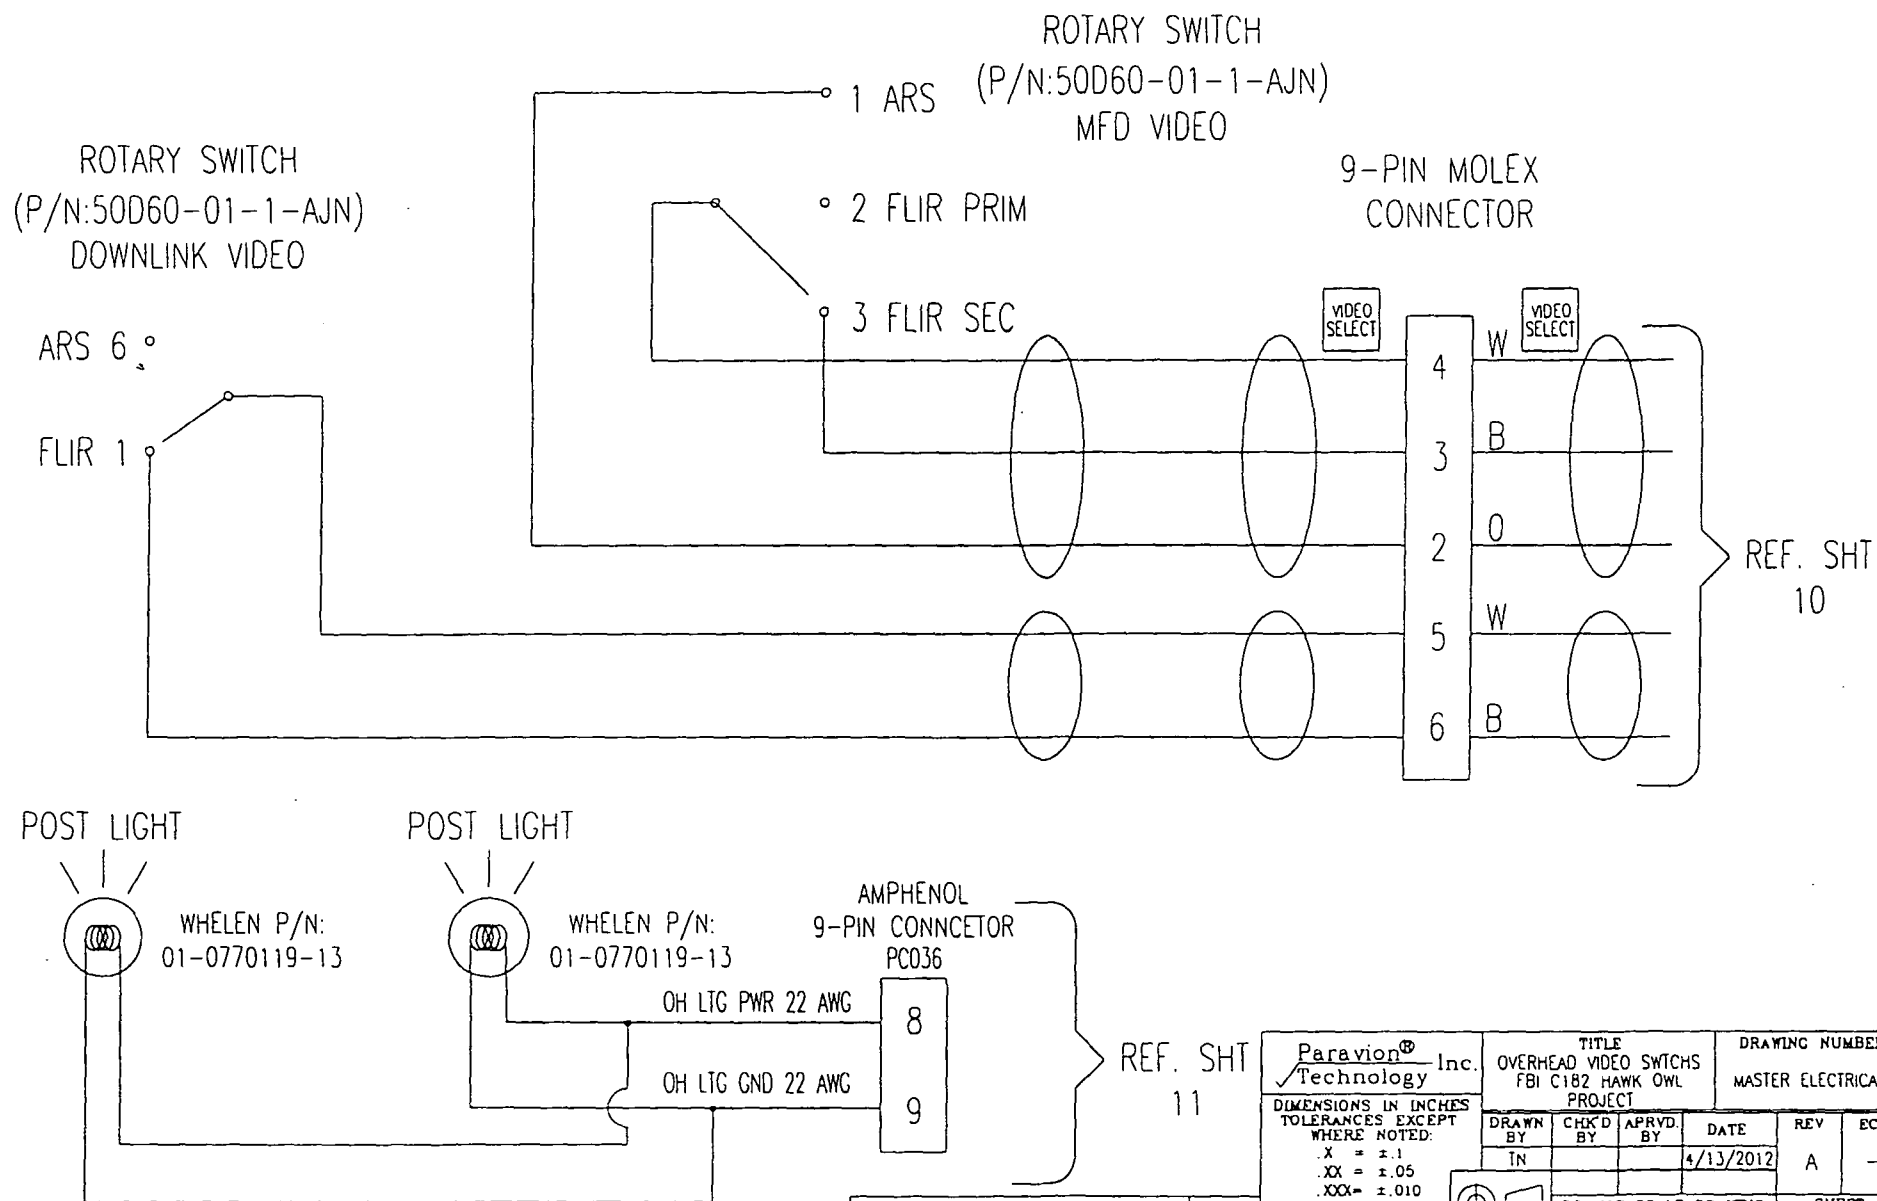 ROTARY SWITCH
(P/N:50D60-01-1-AJN)
MFD VIDEO
1 ARS
2 FLIR PRIM
3 FLIR SEC
ROTARY SWITCH
(P/N:50D60-01-1-AJN)
DOWNLINK VIDEO
ARS 6
FLIR 1
9-PIN MOLEX
CONNECTOR
VIDEO
SELECT
VIDEO
SELECT
4 W
3 B
2 O
5 W
6 B
REF. SHT
10
POST LIGHT
WHELEN P/N:
01-0770119-13
POST LIGHT
WHELEN P/N:
01-0770119-13
AMPHENOL
9-PIN CONNCETOR
PC036
OH LTG PWR 22 AWG
8
OH LTG GND 22 AWG
9
REF. SHT
11
Paravion® Technology Inc.
TITLE
OVERHEAD VIDEO SWTCHS
FBI C182 HAWK OWL
PROJECT
DRAWING NUMBE
MASTER ELECTRICA
DIMENSIONS IN INCHES
TOLERANCES EXCEPT
WHERE NOTED:
.X = ±.1
.XX = ±.05
.XXX= ±.010
DRAWN BY
CHK'D BY
APRVD. BY
DATE
REV
EC
TN
4/13/2012
A
-